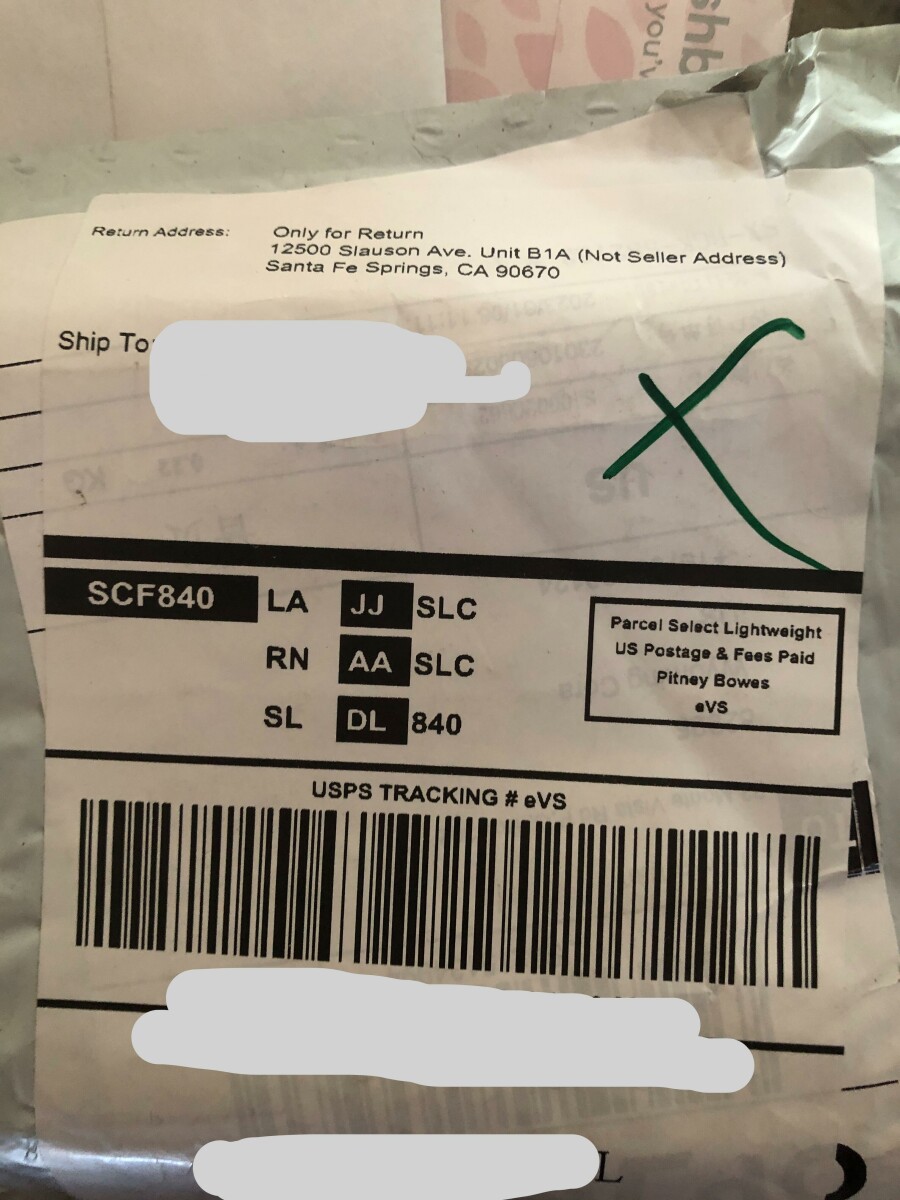 shb
you'v
Return Address: Only for Return
12500 Slauson Ave. Unit B1A (Not Seller Address)
Santa Fe Springs, CA 90670
Ship To:
X
SCF840 LA JJ SLC
RN AA SLC
SL DL 840
Parcel Select Lightweight
US Postage & Fees Paid
Pitney Bowes
eVS
USPS TRACKING # eVS
L